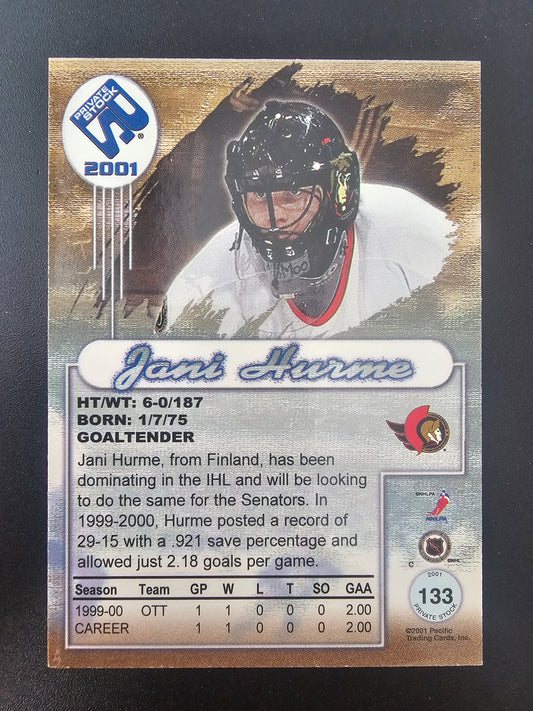 PRIVATE
STOCK
®
2001
MOO
Jani Hurme
HT/WT: 6-0/187
BORN: 1/7/75
GOALTENDER
Jani Hurme, from Finland, has been
dominating in the IHL and will be looking
to do the same for the Senators. In
1999-2000, Hurme posted a record of
29-15 with a .921 save percentage and
allowed just 2.18 goals per game.
Season Team GP W L T SO GAA
1999-00 OTT 1 1 0 0 0 2.00
CAREER 1 1 0 0 0 2.00
©NHLPA
NHLPA
C
2001
133
PRIVATE STOCK
©2001 Pacific
Trading Cards, Inc.